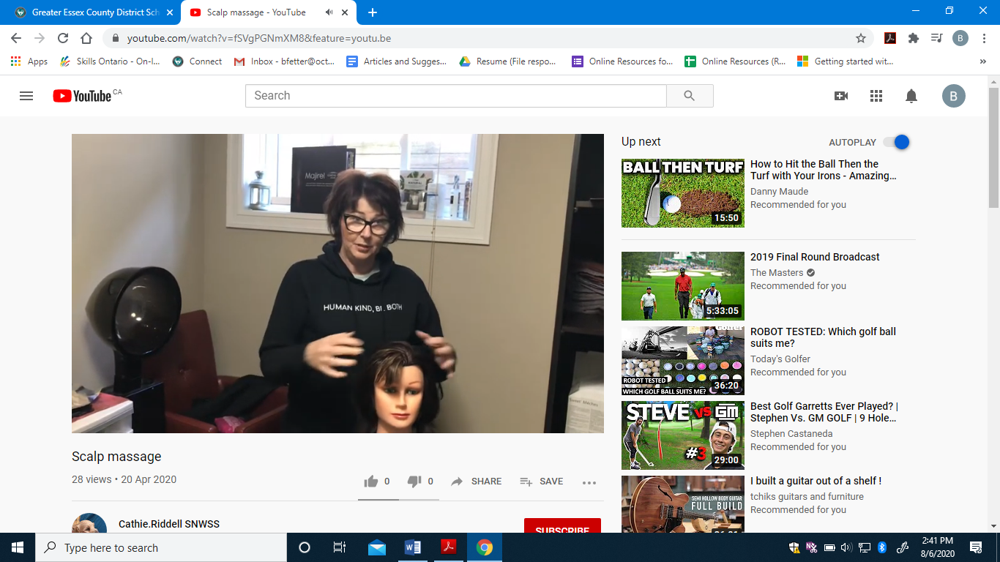 Greater Essex County District Sch
Scalp massage - YouTube
youtube.com/watch?v=fSVgPGNmXM8&feature=youtu.be
B
Apps
Skills Ontario - On-l...
Connect
Inbox - bfetter@oct...
Articles and Sugges...
Resume (File respo...
Online Resources fo...
Online Resources (R...
Getting started wit...
»
YouTube CA
Search
B
Majirel
HUMAN KIND, BE BOTH
Scalp massage
28 views • 20 Apr 2020
0
0
SHARE
SAVE
Cathie.Riddell SNWSS
SUBSCRIBE
Up next
AUTOPLAY
BALL THEN TURF
15:50
How to Hit the Ball Then the
Turf with Your Irons - Amazing...
Danny Maude
Recommended for you
5:33:05
2019 Final Round Broadcast
The Masters
Recommended for you
ROBOT TESTED
WHICH GOLF BALL SUITS ME?
36:20
ROBOT TESTED: Which golf ball
suits me?
Today's Golfer
Recommended for you
STEVE VS GM
#3
29:00
Best Golf Garretts Ever Played? |
Stephen Vs. GM GOLF | 9 Hole...
Stephen Castaneda
Recommended for you
SEMI HOLLOW BODY GUITAR
FULL BUILD
I built a guitar out of a shelf !
tchiks guitars and furniture
Recommended for you
Type here to search
2:41 PM
8/6/2020